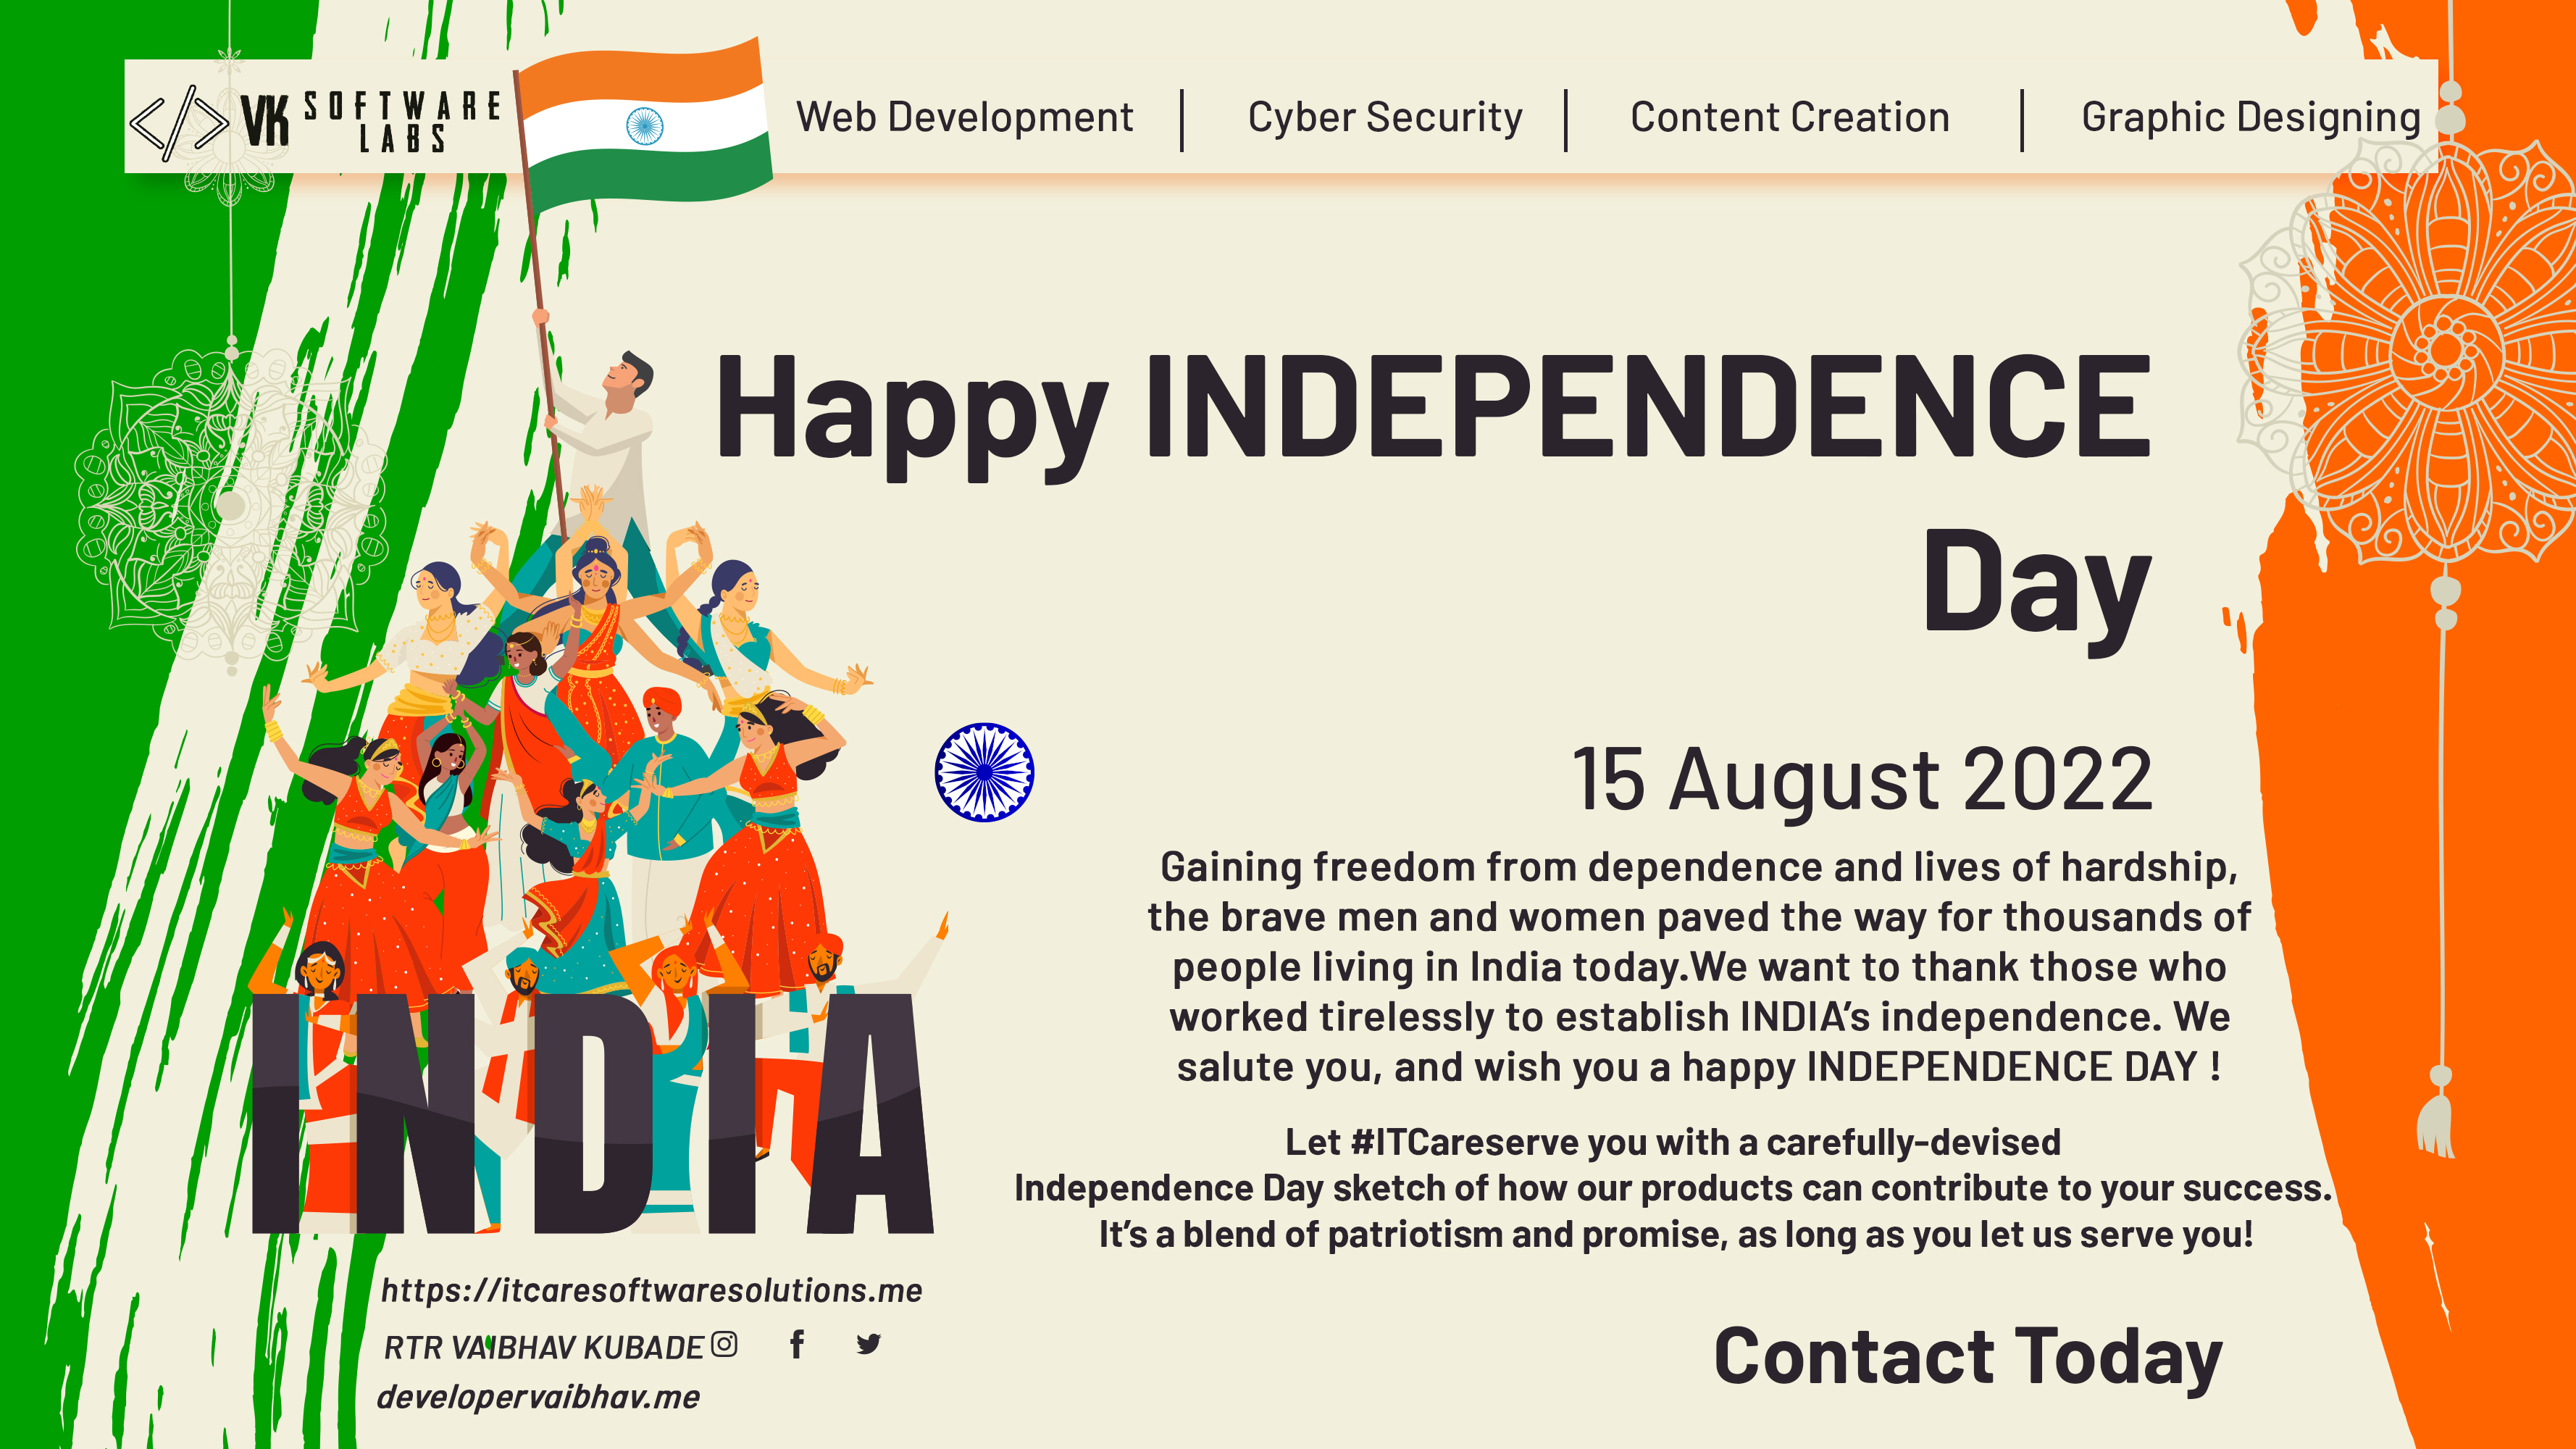 </> VK SOFTWARE
LABS
Web Development | Cyber Security | Content Creation | Graphic Designing
Happy INDEPENDENCE
Day
15 August 2022
Gaining freedom from dependence and lives of hardship,
the brave men and women paved the way for thousands of
people living in India today.We want to thank those who
worked tirelessly to establish INDIA’s independence. We
salute you, and wish you a happy INDEPENDENCE DAY !
Let #ITCareserve you with a carefully-devised
Independence Day sketch of how our products can contribute to your success.
It’s a blend of patriotism and promise, as long as you let us serve you!
INDIA
https://itcaresoftwaresolutions.me
RTR VAIBHAV KUBADE
developervaibhav.me
Contact Today